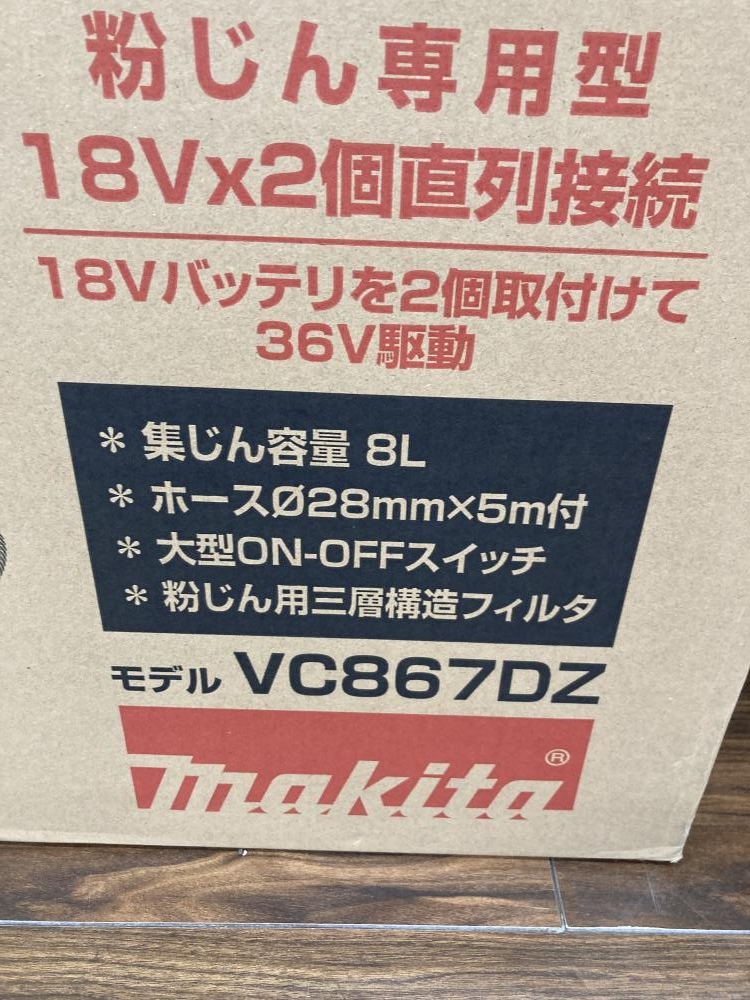 粉じん専用型
18Vx2個直列接続
18Vバッテリを2個取付けて
36V駆動
* 集じん容量 8L
* ホースØ28mm×5m付
* 大型ON-OFFスイッチ
* 粉じん用三層構造フィルタ
モデル VC867DZ
makita®